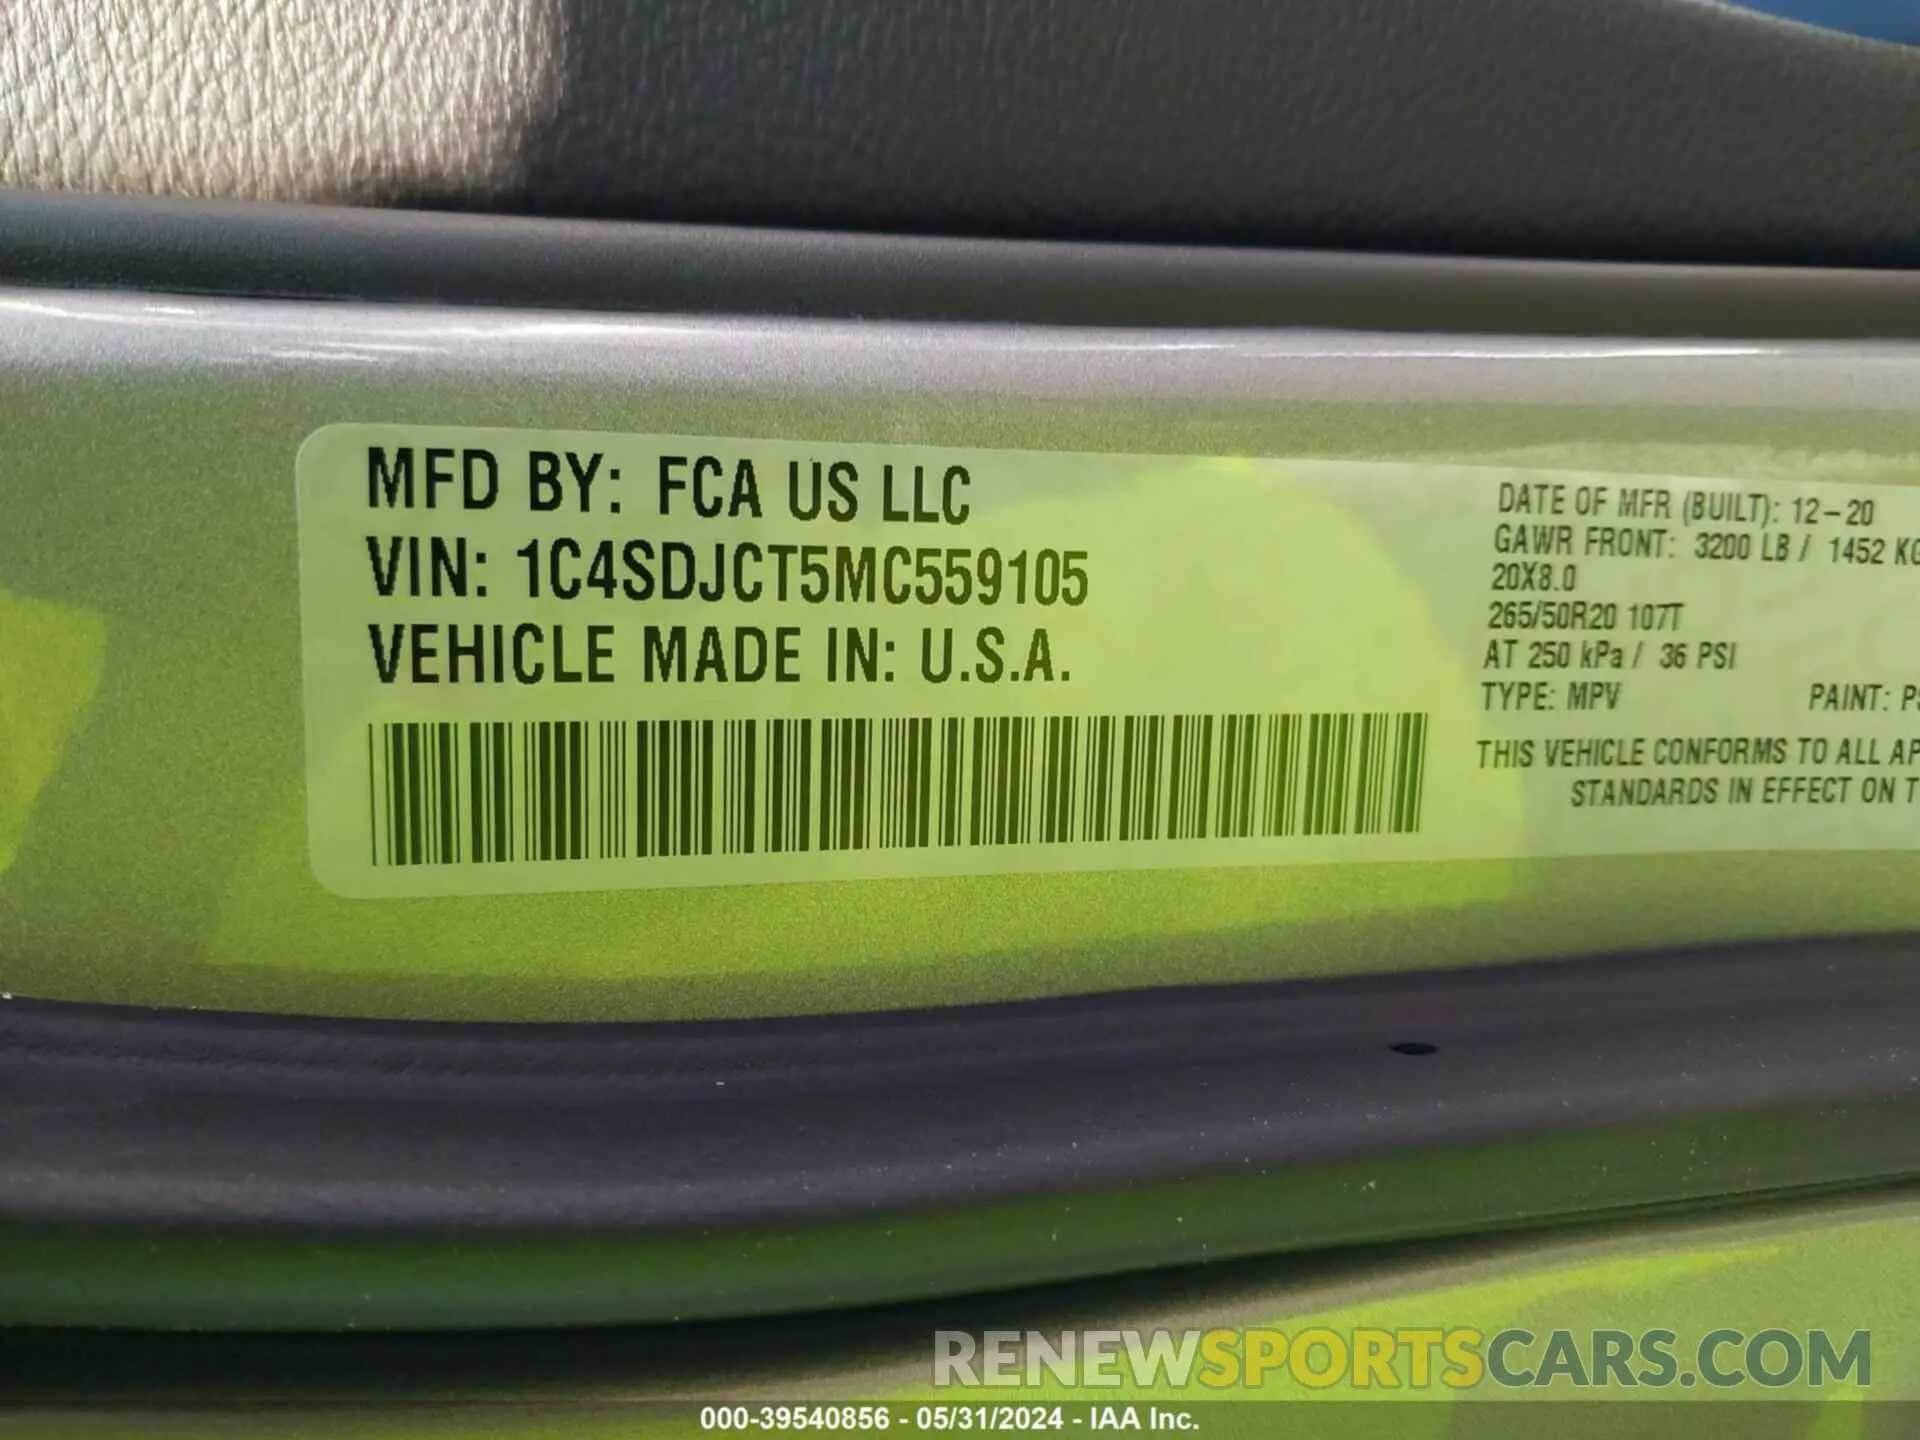 MFD BY: FCA US LLC
VIN: 1C4SDJCT5MC559105
VEHICLE MADE IN: U.S.A.
DATE OF MFR (BUILT): 12-20
GAWR FRONT: 3200 LB / 1452 KG
20X8.0
265/50R20 107T
AT 250 kPa / 36 PSI
TYPE: MPV PAINT:
THIS VEHICLE CONFORMS TO ALL
STANDARDS IN EFFECT ON
RENEWSPORTSCARS.COM
000-39540856 - 05/31/2024 - IAA Inc.